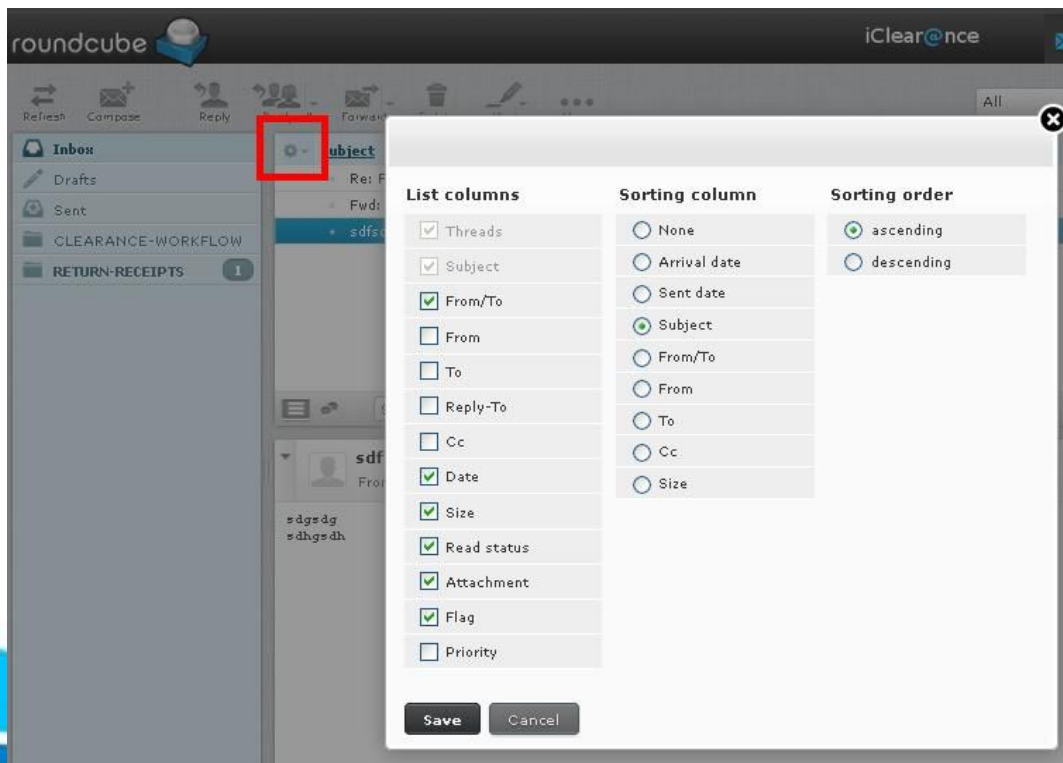 roundcube
iClear@nce
Refresh
Compose
Reply
Forward
All
Inbox
Drafts
Sent
CLEARANCE-WORKFLOW
RETURN-RECEIPTS 1
ubject
Re: F
Fwd:
sdfs
sdf
From
sdgsdg
sdhgsdh
List columns
Threads
Subject
From/To
From
To
Reply-To
Cc
Date
Size
Read status
Attachment
Flag
Priority
Sorting column
None
Arrival date
Sent date
Subject
From/To
From
To
Cc
Size
Sorting order
ascending
descending
Save
Cancel